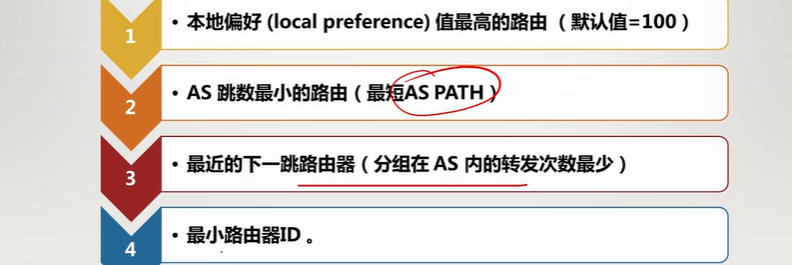 1
• 本地偏好 (local preference) 值最高的路由（默认值=100）
2
• AS 跳数最小的路由（最短AS PATH）
3
• 最近的下一跳路由器（分组在 AS 内的转发次数最少）
4
• 最小路由器ID 。